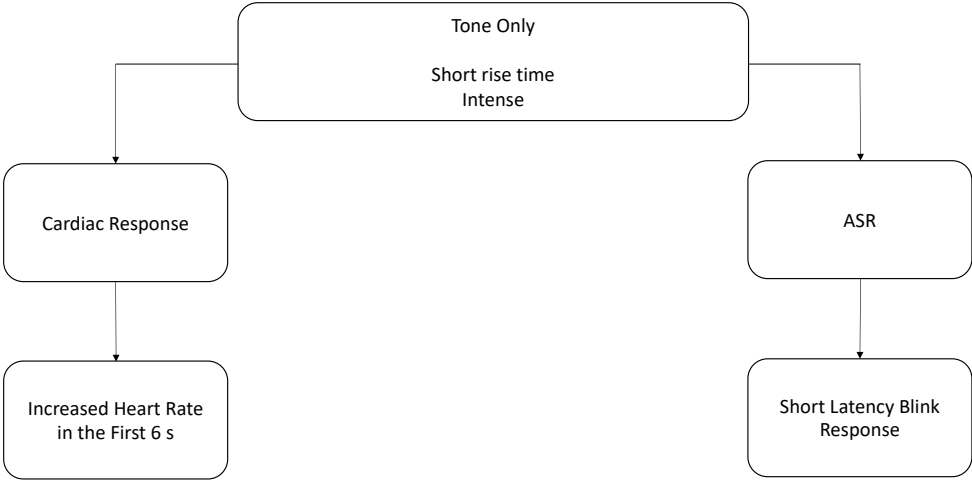 Tone Only
Short rise time
Intense
Cardiac Response
ASR
Increased Heart Rate
in the First 6 s
Short Latency Blink
Response